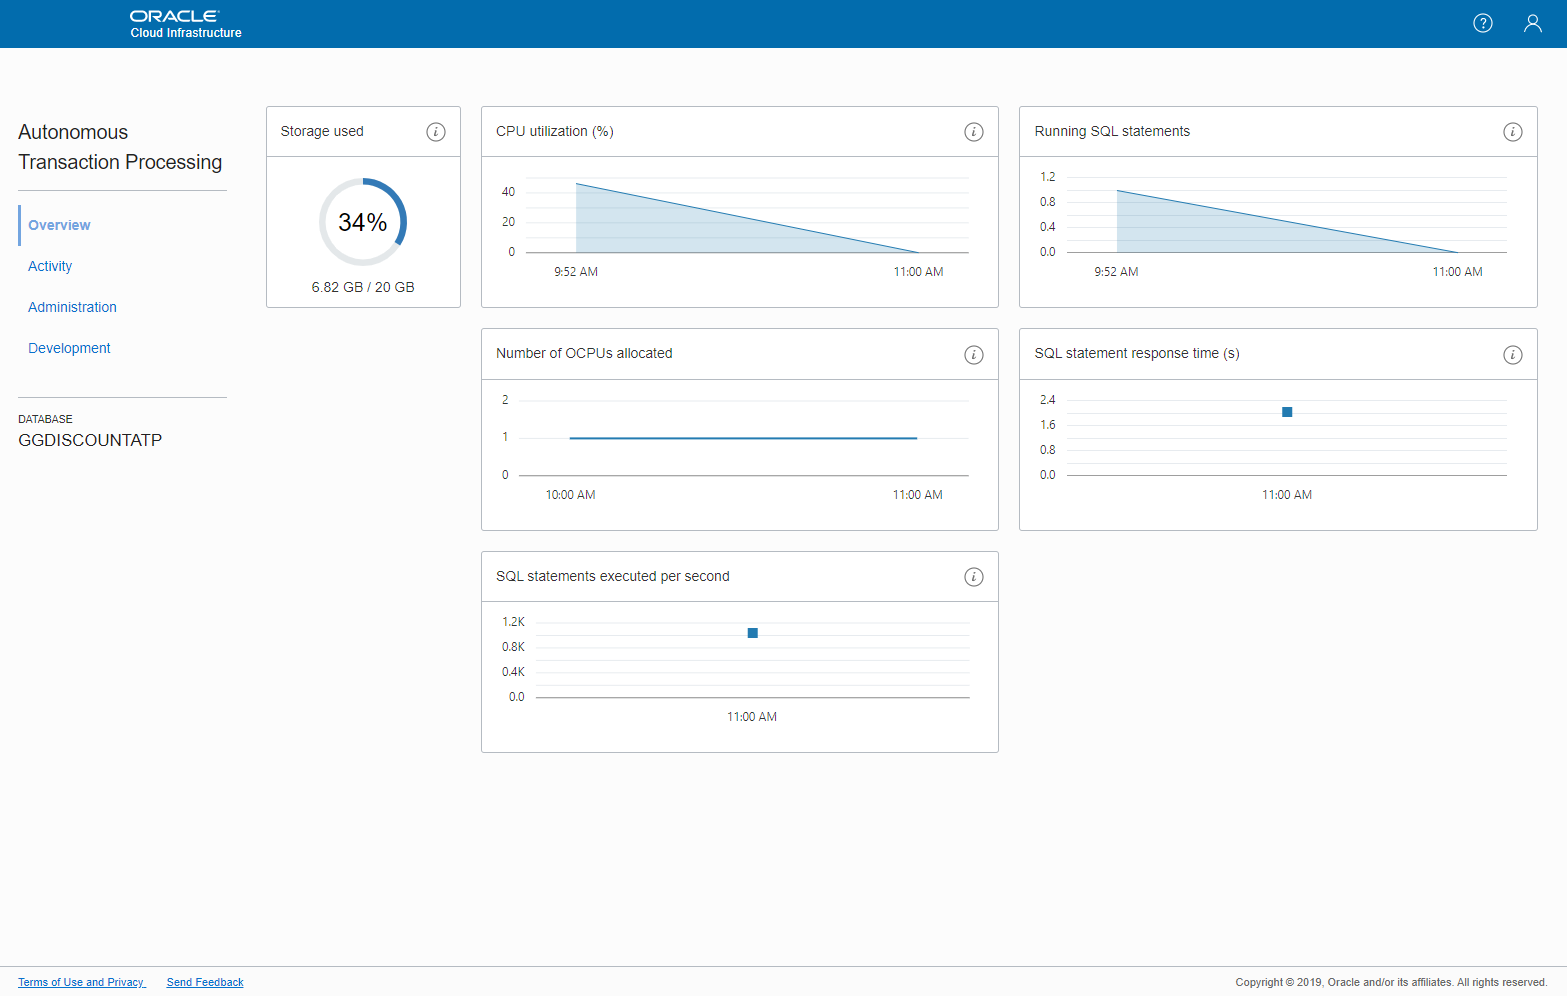 ORACLE
Cloud Infrastructure
?
Autonomous
Transaction Processing
Overview
Activity
Administration
Development
DATABASE
GGDISCOUNTATP
Storage used
i
34%
6.82 GB / 20 GB
CPU utilization (%)
i
40
20
0
9:52 AM
11:00 AM
Running SQL statements
i
1.2
0.8
0.4
0.0
9:52 AM
11:00 AM
Number of OCPUs allocated
i
2
1
0
10:00 AM
11:00 AM
SQL statement response time (s)
i
2.4
1.6
0.8
0.0
11:00 AM
SQL statements executed per second
i
1.2K
0.8K
0.4K
0.0
11:00 AM
Terms of Use and Privacy
Send Feedback
Copyright © 2019, Oracle and/or its affiliates. All rights reserved.